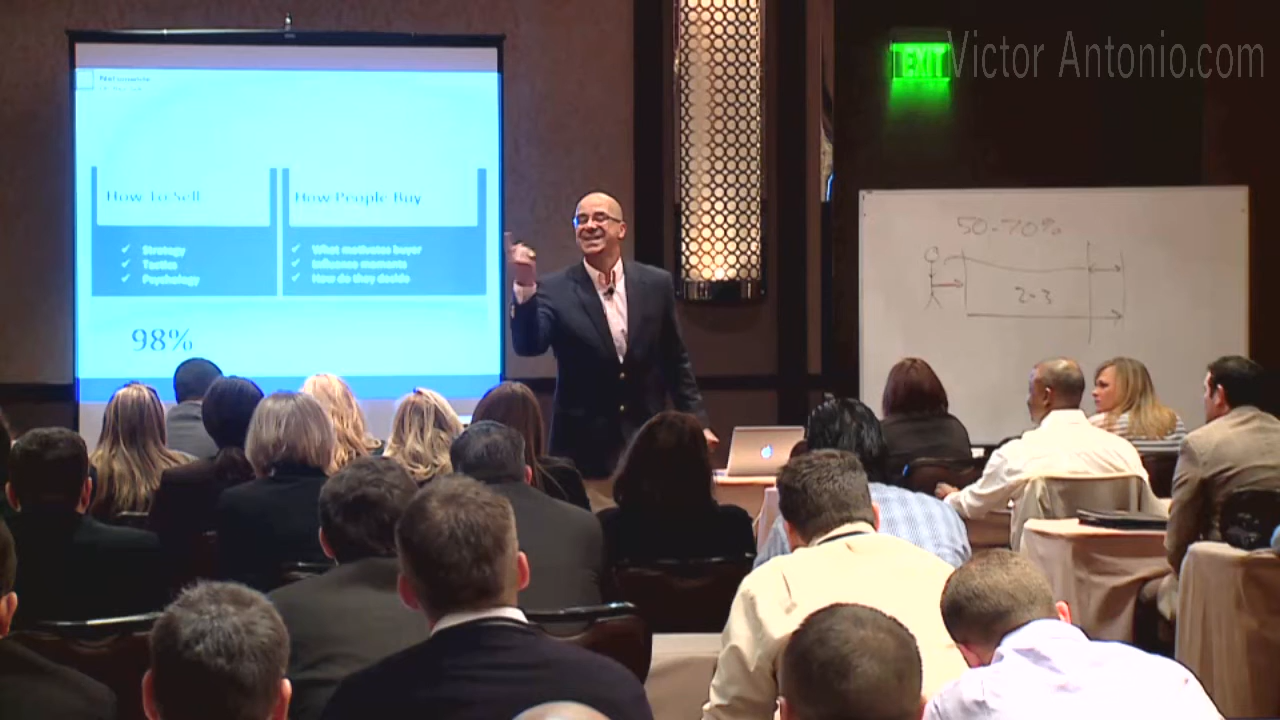 Victor Antonio.com
EXIT
How To Sell
Strategy
Tactics
Psychology
How People Buy
What motivates buyer
Influence moments
How do they decide
98%
50-70%
2-3